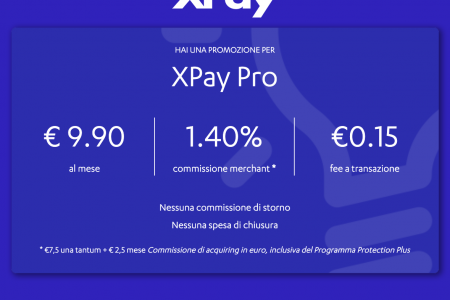 XPay
HAI UNA PROMOZIONE PER
XPay Pro
€ 9.90
al mese
1.40%
commissione merchant *
€0.15
fee a transazione
Nessuna commissione di storno
Nessuna spesa di chiusura
* €7,5 una tantum + € 2,5 mese Commissione di acquiring in euro, inclusiva del Programma Protection Plus